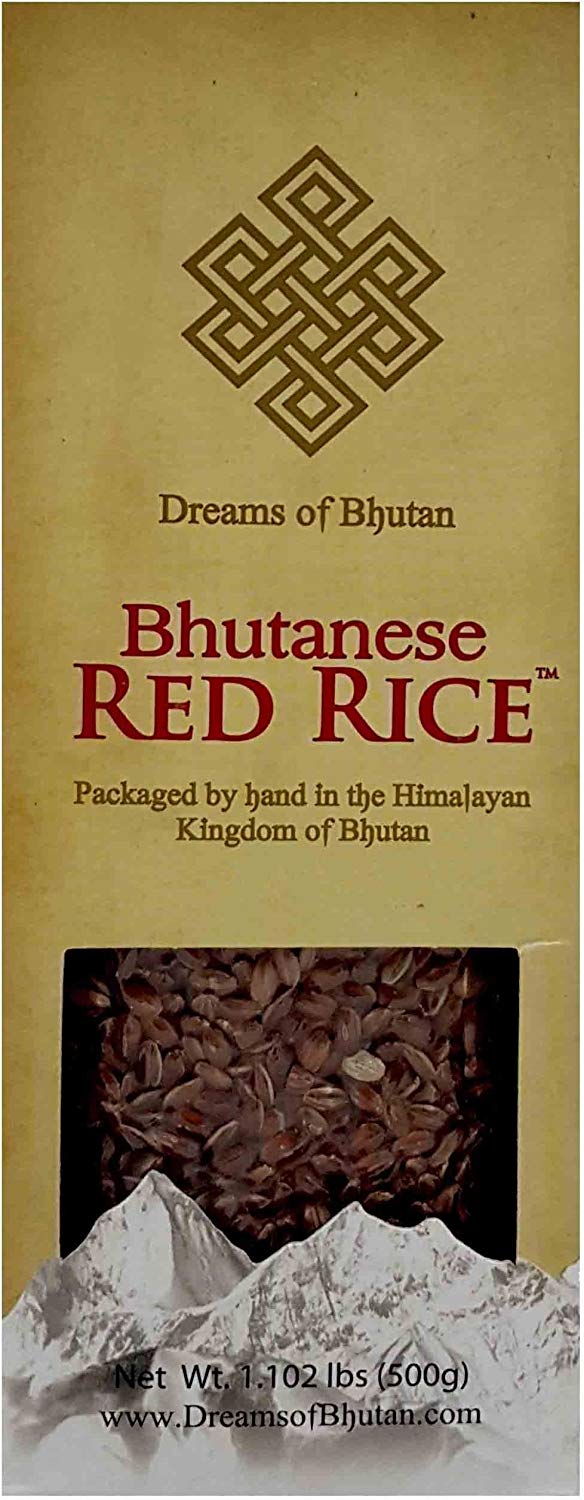 Dreams of Bhutan
Bhutanese
RED RICE™
Packaged by hand in the Himalayan
Kingdom of Bhutan
Net Wt. 1.102 lbs (500g)
www.DreamsofBhutan.com